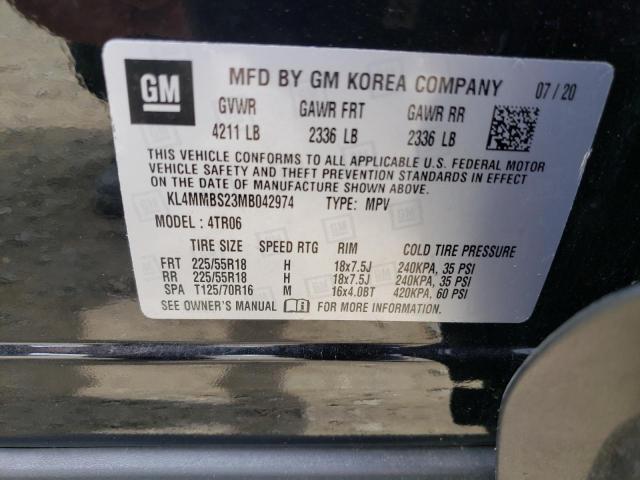 GM MFD BY GM KOREA COMPANY 07/20
GVWR GAWR FRT GAWR RR
4211 LB 2336 LB 2336 LB
THIS VEHICLE CONFORMS TO ALL APPLICABLE U.S. FEDERAL MOTOR
VEHICLE SAFETY AND THEFT PREVENTION STANDARDS IN EFFECT
ON THE DATE OF MANUFACTURE SHOWN ABOVE.
KL4MMBS23MB042974 TYPE: MPV
MODEL: 4TR06
TIRE SIZE SPEED RTG RIM COLD TIRE PRESSURE
FRT 225/55R18 H 18x7.5J 240KPA, 35 PSI
RR 225/55R18 H 18x7.5J 240KPA, 35 PSI
SPA T125/70R16 M 16x4.0BT 420KPA, 60 PSI
SEE OWNER'S MANUAL FOR MORE INFORMATION.